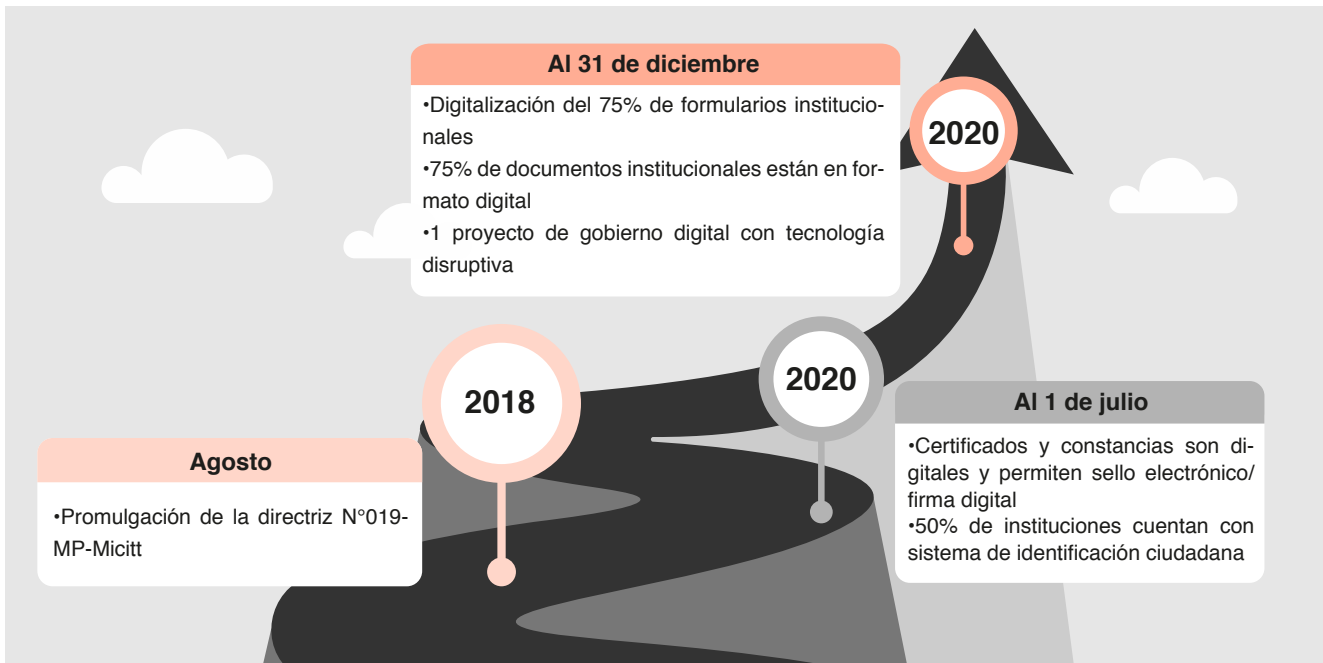 Al 31 de diciembre
•Digitalización del 75% de formularios institucio-
nales
•75% de documentos institucionales están en for-
mato digital
•1 proyecto de gobierno digital con tecnología
disruptiva
2020
2018
2020
Agosto
•Promulgación de la directriz N°019-
MP-Micitt
Al 1 de julio
•Certificados y constancias son di-
gitales y permiten sello electrónico/
firma digital
•50% de instituciones cuentan con
sistema de identificación ciudadana